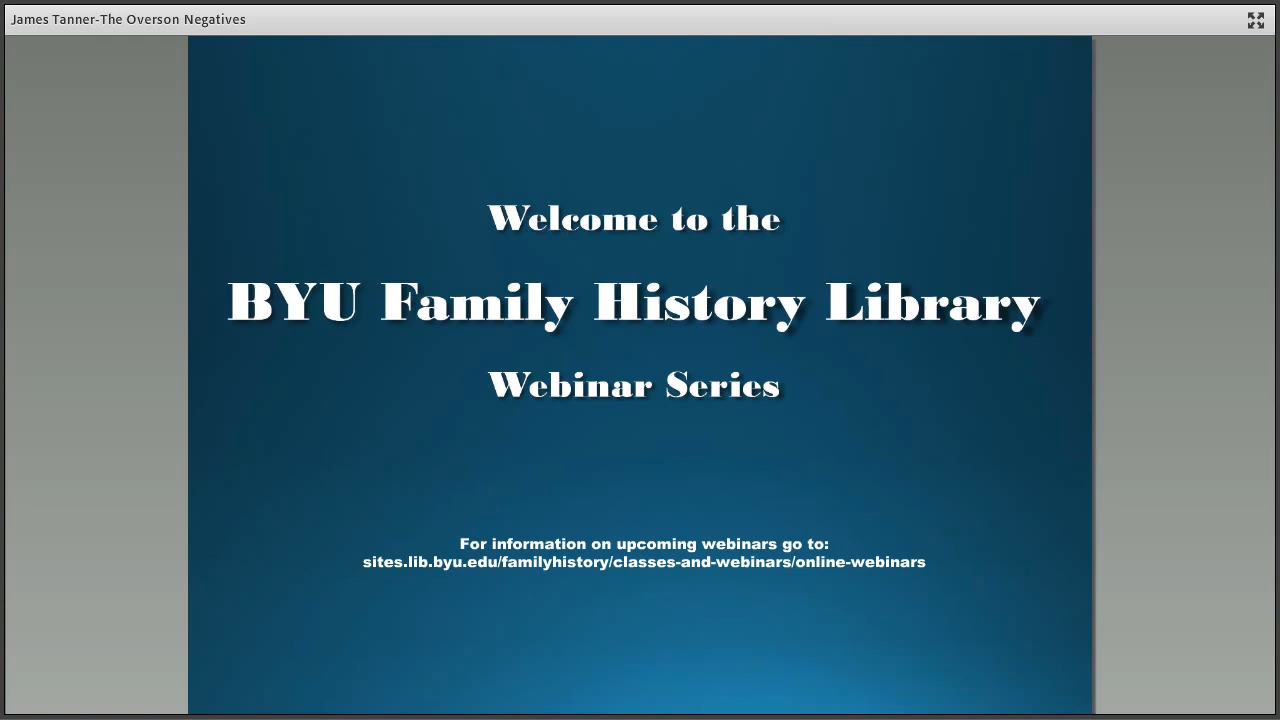 James Tanner-The Overson Negatives
Welcome to the
BYU Family History Library
Webinar Series
For information on upcoming webinars go to:
sites.lib.byu.edu/familyhistory/classes-and-webinars/online-webinars